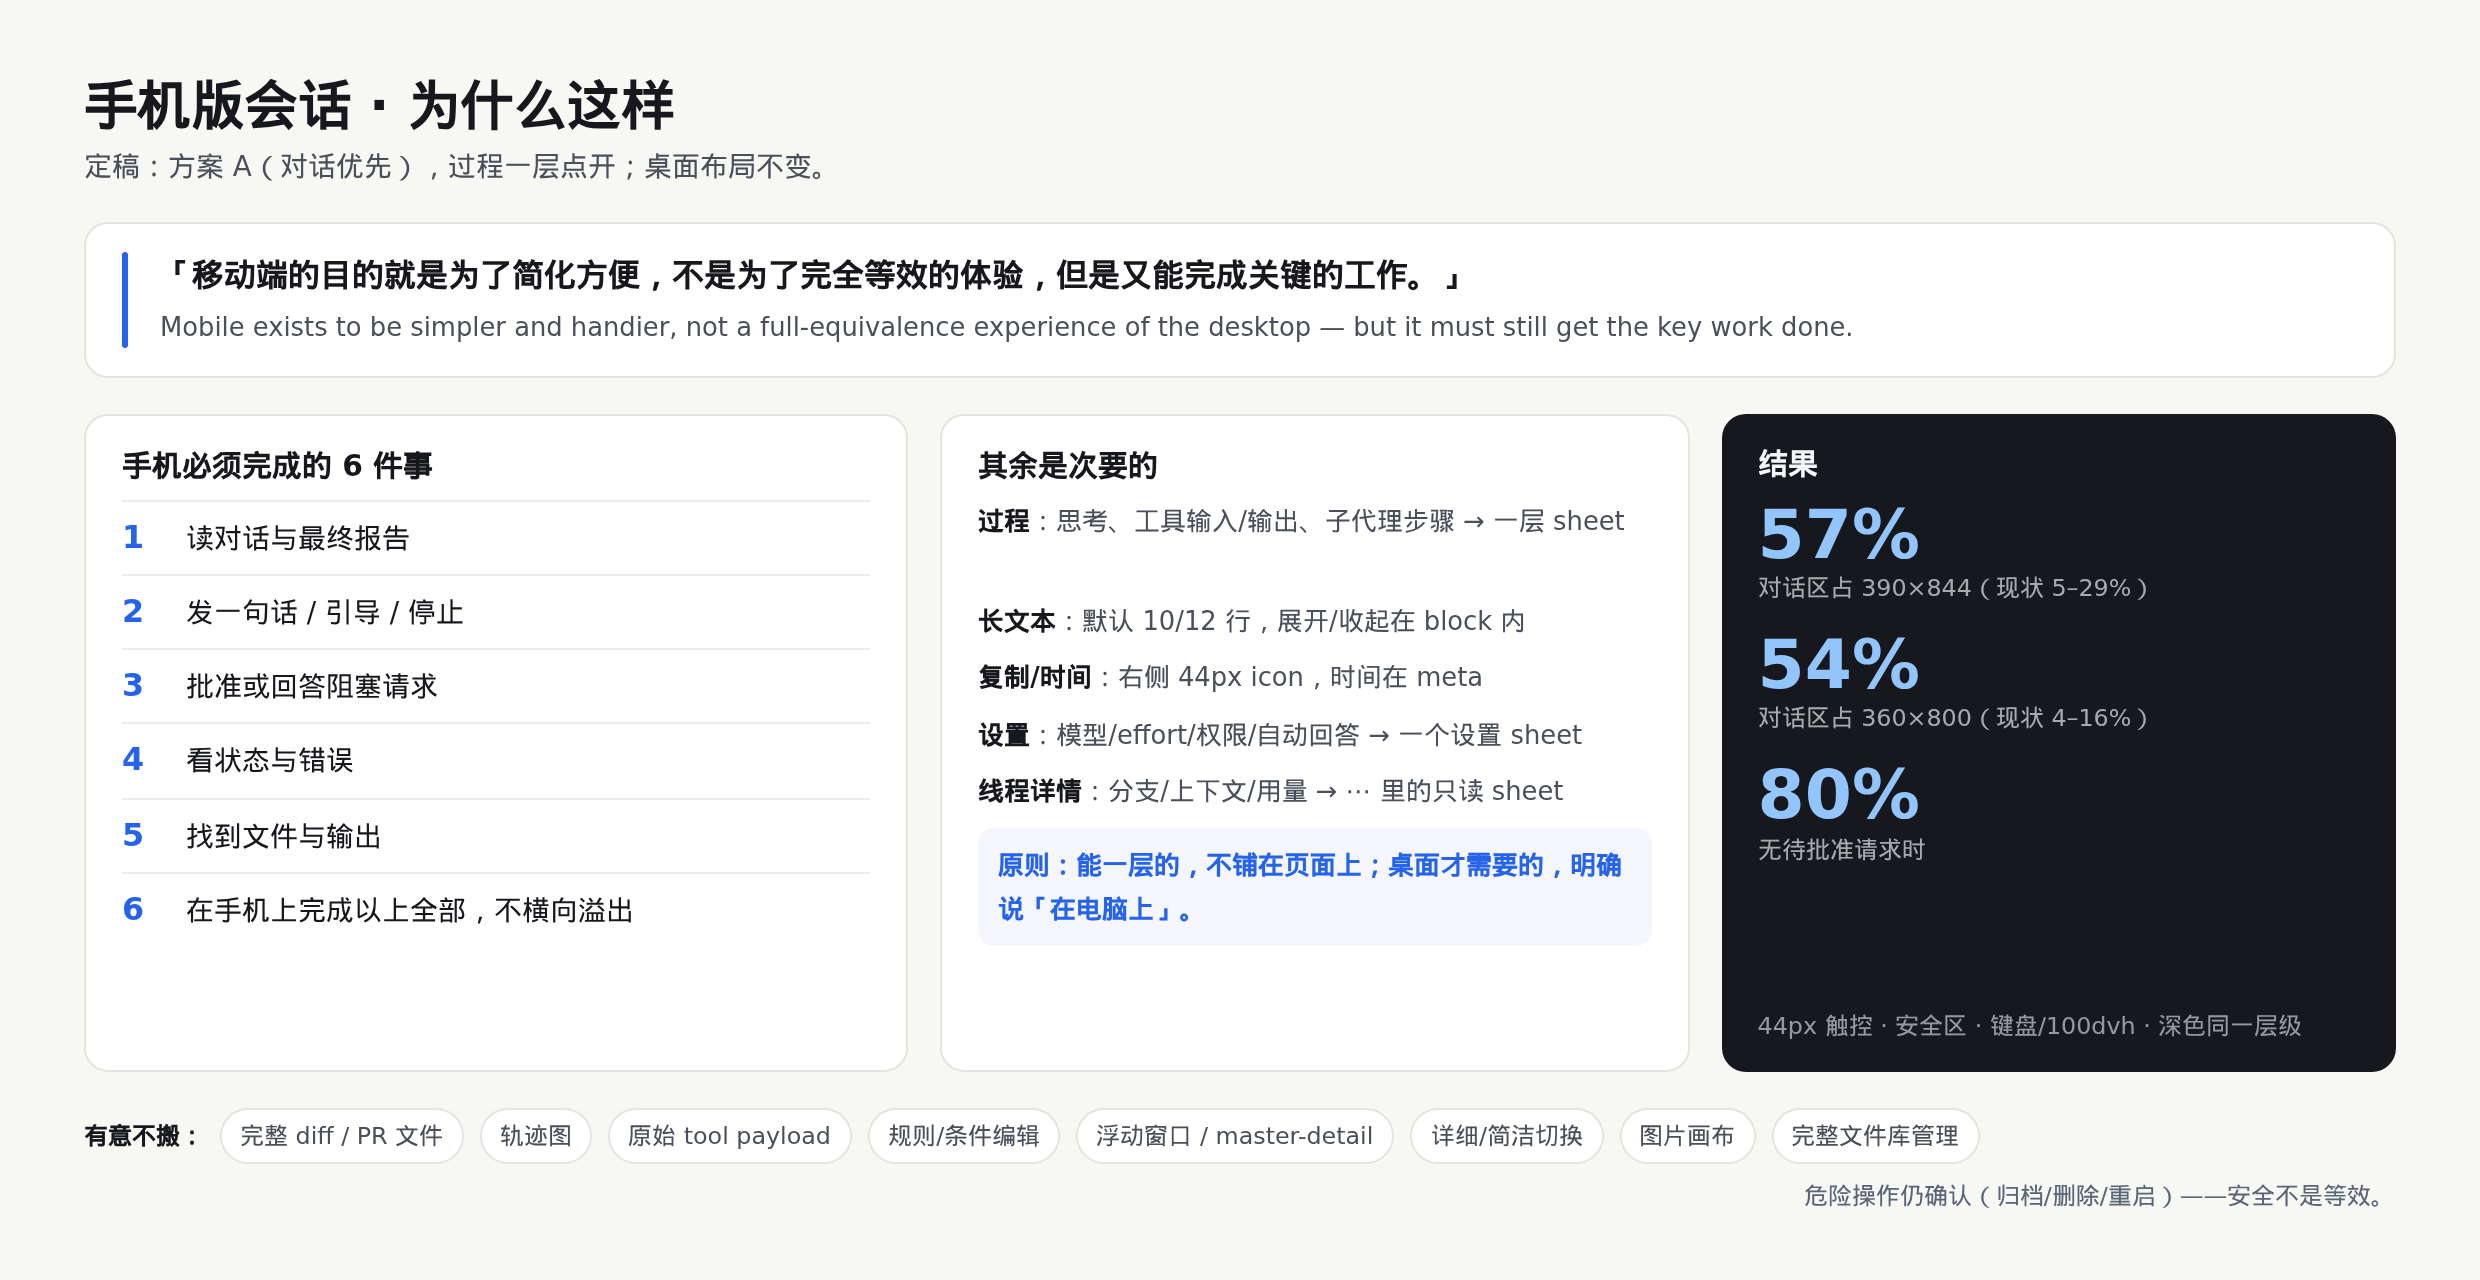 手机版会话 · 为什么这样
定稿：方案 A（对话优先），过程一层点开；桌面布局不变。
「移动端的目的就是为了简化方便，不是为了完全等效的体验，但是又能完成关键的工作。」
Mobile exists to be simpler and handier, not a full-equivalence experience of the desktop — but it must still get the key work done.
手机必须完成的 6 件事
1 读对话与最终报告
2 发一句话 / 引导 / 停止
3 批准或回答阻塞请求
4 看状态与错误
5 找到文件与输出
6 在手机上完成以上全部，不横向溢出
其余是次要的
过程：思考、工具输入/输出、子代理步骤 → 一层 sheet
长文本：默认 10/12 行，展开/收起在 block 内
复制/时间：右侧 44px icon，时间在 meta
设置：模型/effort/权限/自动回答 → 一个设置 sheet
线程详情：分支/上下文/用量 → ··· 里的只读 sheet
原则：能一层的，不铺在页面上；桌面才需要的，明确
说「在电脑上」。
结果
57%
对话区占 390×844（现状 5–29%）
54%
对话区占 360×800（现状 4–16%）
80%
无待批准请求时
44px 触控 · 安全区 · 键盘/100dvh · 深色同一层级
有意不搬： 完整 diff / PR 文件 轨迹图 原始 tool payload 规则/条件编辑 浮动窗口 / master-detail 详细/简洁切换 图片画布 完整文件库管理
危险操作仍确认（归档/删除/重启）——安全不是等效。